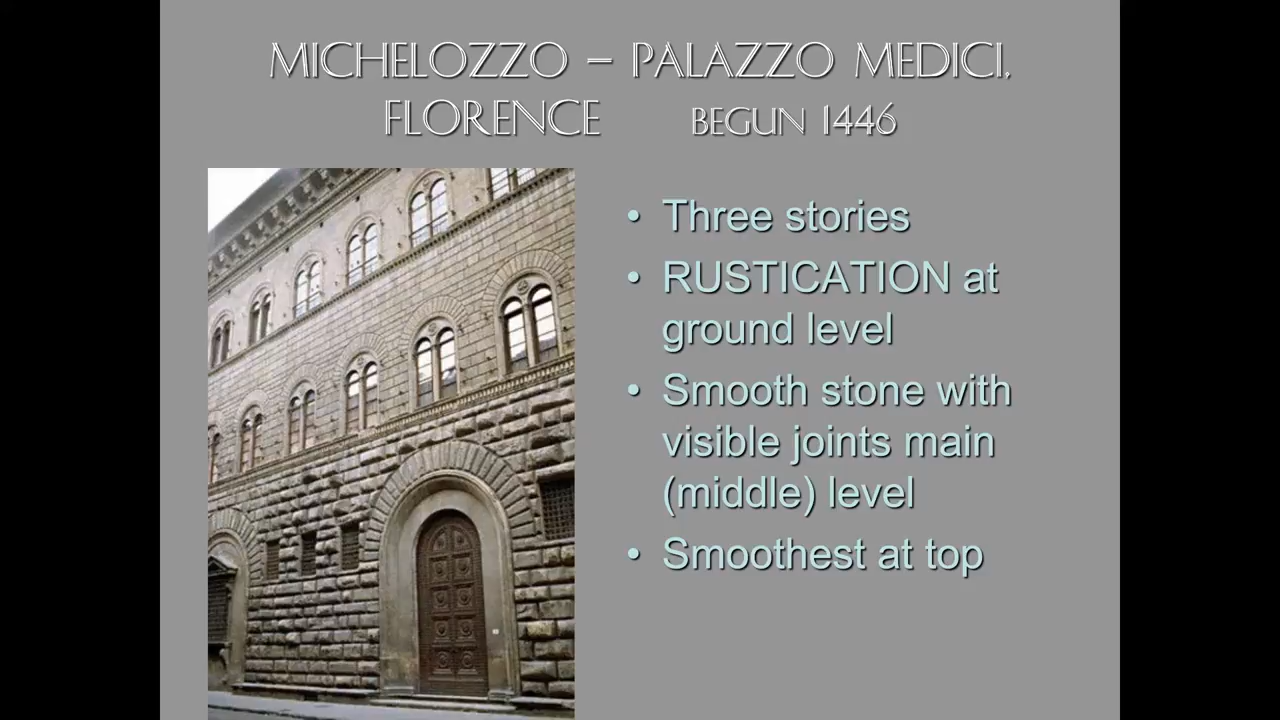 MICHELOZZO – PALAZZO MEDICI,
FLORENCE BEGUN 1446
• Three stories
• RUSTICATION at
ground level
• Smooth stone with
visible joints main
(middle) level
• Smoothest at top